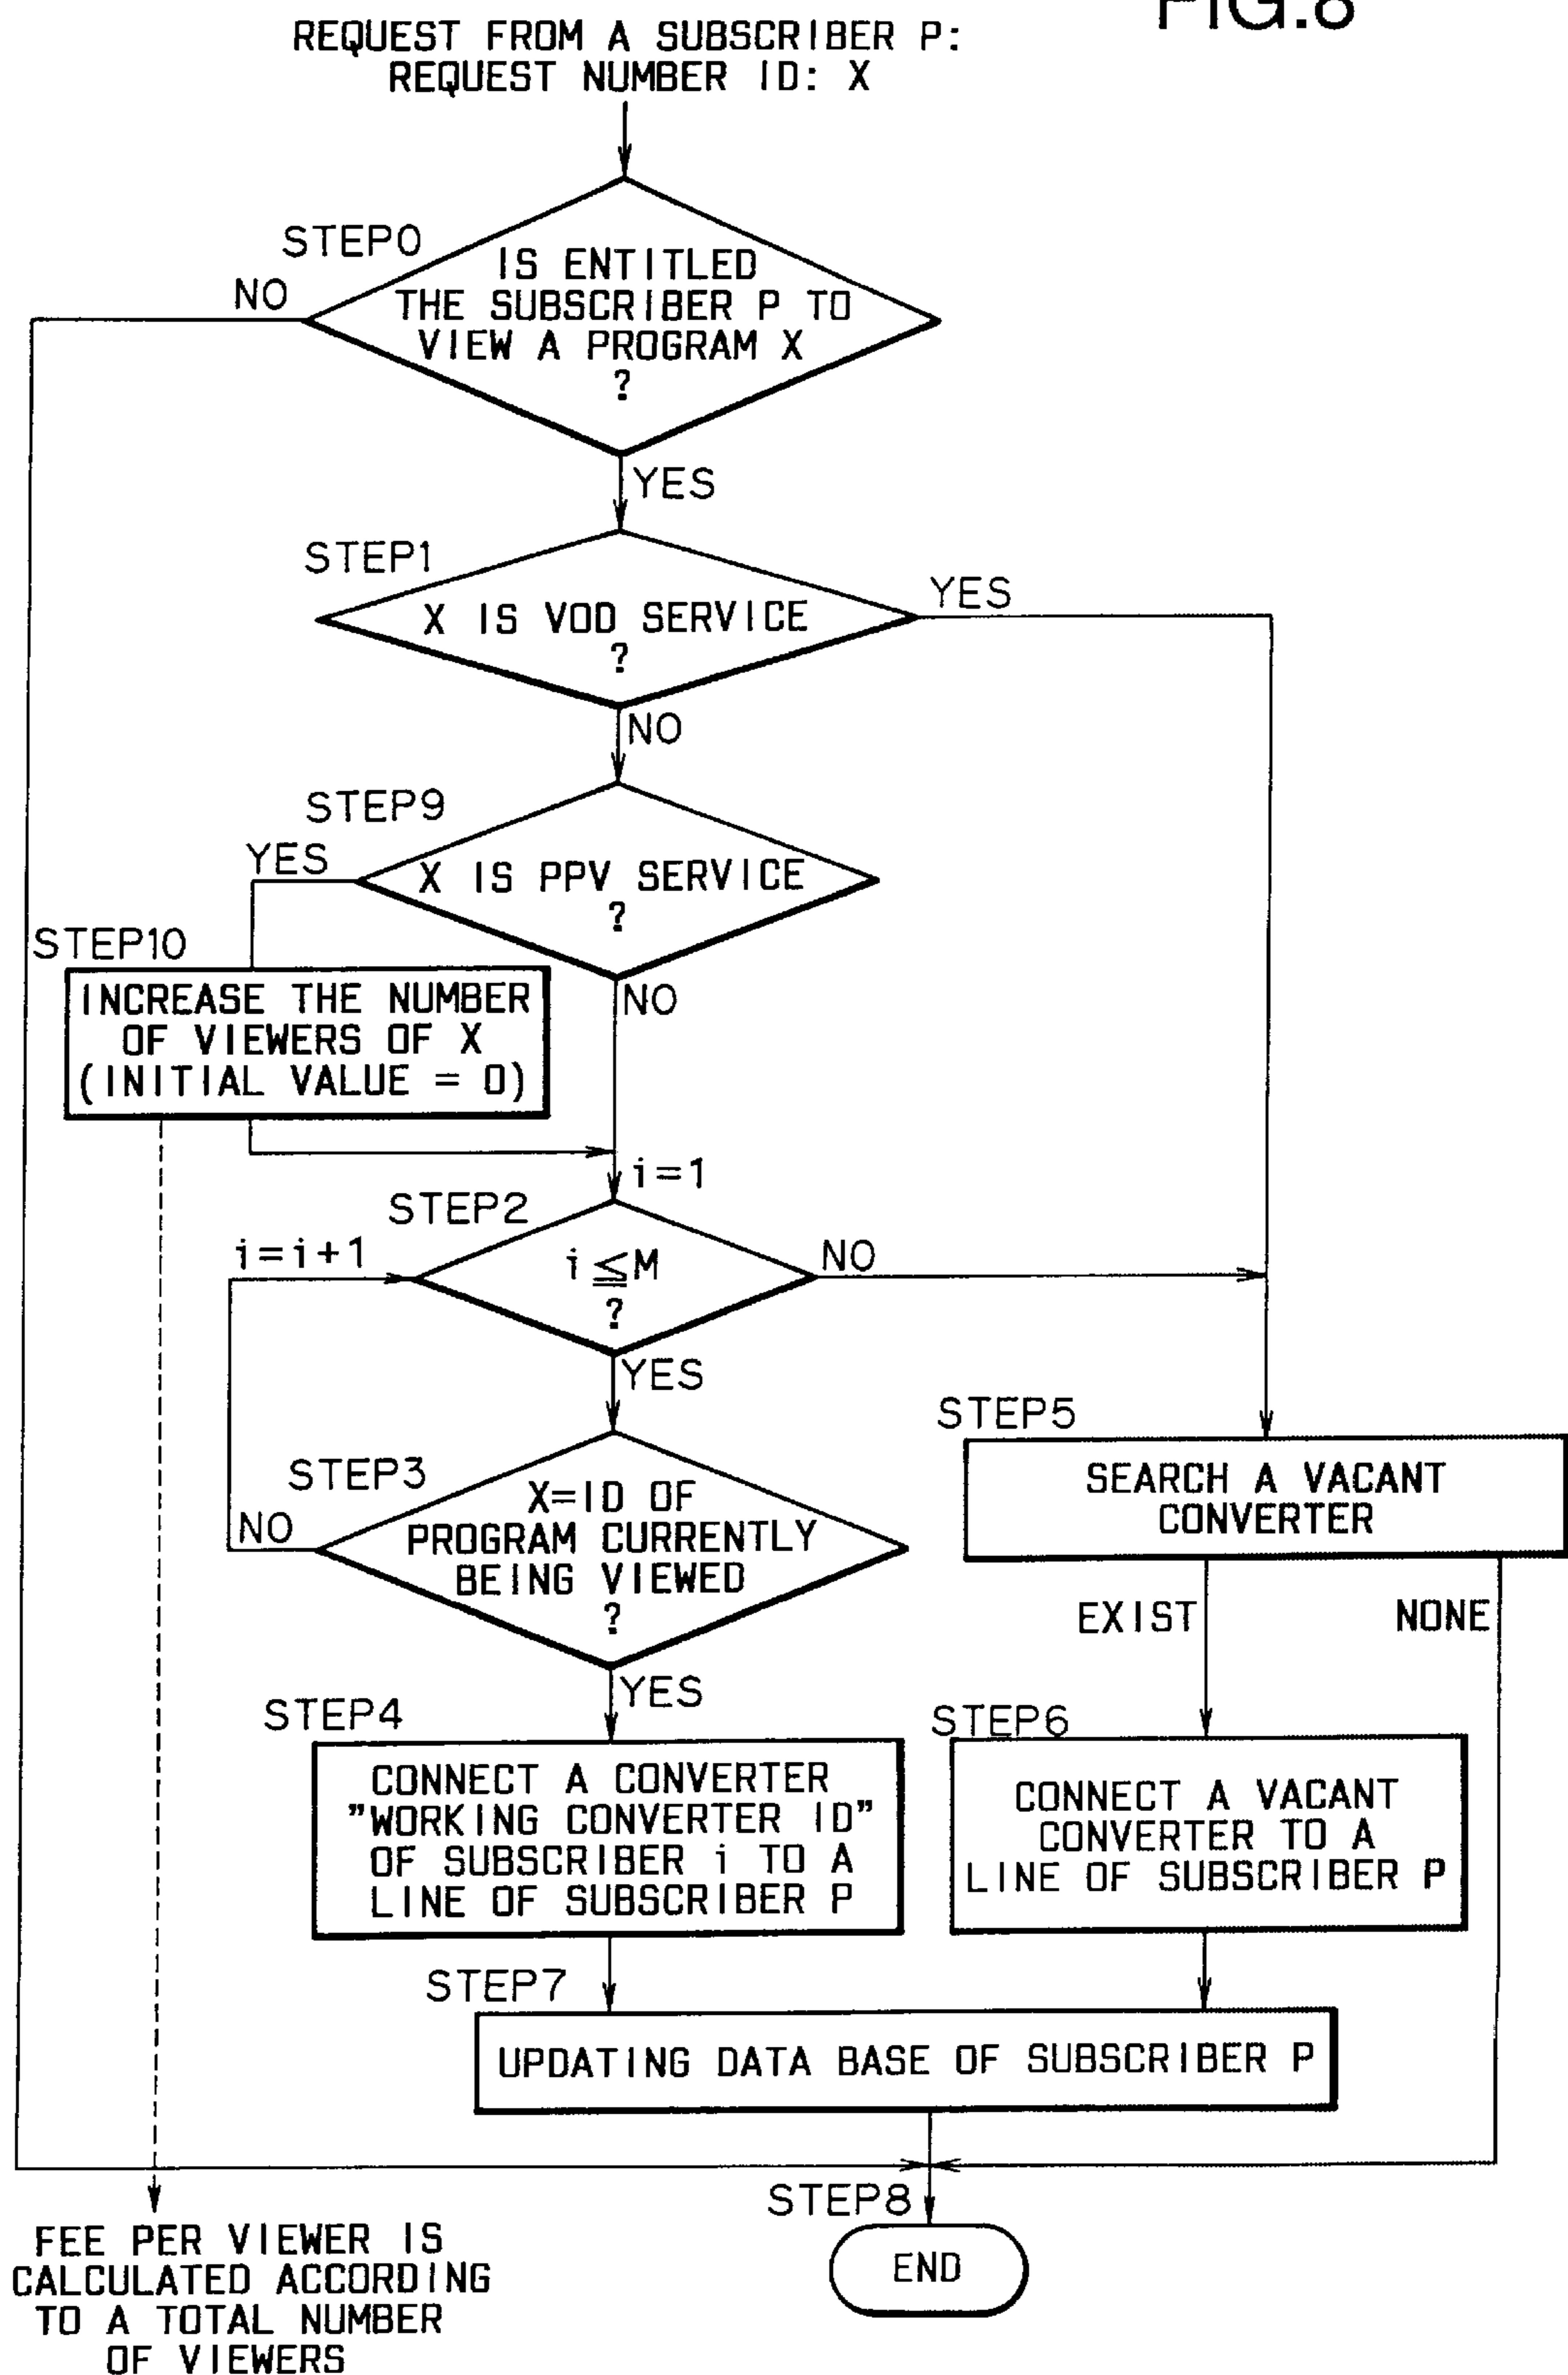 FIG.8
REQUEST FROM A SUBSCRIBER P:
REQUEST NUMBER ID: X
STEP0
IS ENTITLED
THE SUBSCRIBER P TO
VIEW A PROGRAM X
?
NO
YES
STEP1
X IS VOD SERVICE
?
YES
NO
STEP9
X IS PPV SERVICE
?
YES
NO
STEP10
INCREASE THE NUMBER
OF VIEWERS OF X
(INITIAL VALUE = 0)
i=1
STEP2
i=i+1
i≦M
?
NO
YES
STEP3
X=ID OF
PROGRAM CURRENTLY
BEING VIEWED
?
NO
YES
STEP5
SEARCH A VACANT
CONVERTER
EXIST
NONE
STEP4
CONNECT A CONVERTER
"WORKING CONVERTER ID"
OF SUBSCRIBER i TO A
LINE OF SUBSCRIBER P
STEP6
CONNECT A VACANT
CONVERTER TO A
LINE OF SUBSCRIBER P
STEP7
UPDATING DATA BASE OF SUBSCRIBER P
STEP8
END
FEE PER VIEWER IS
CALCULATED ACCORDING
TO A TOTAL NUMBER
OF VIEWERS